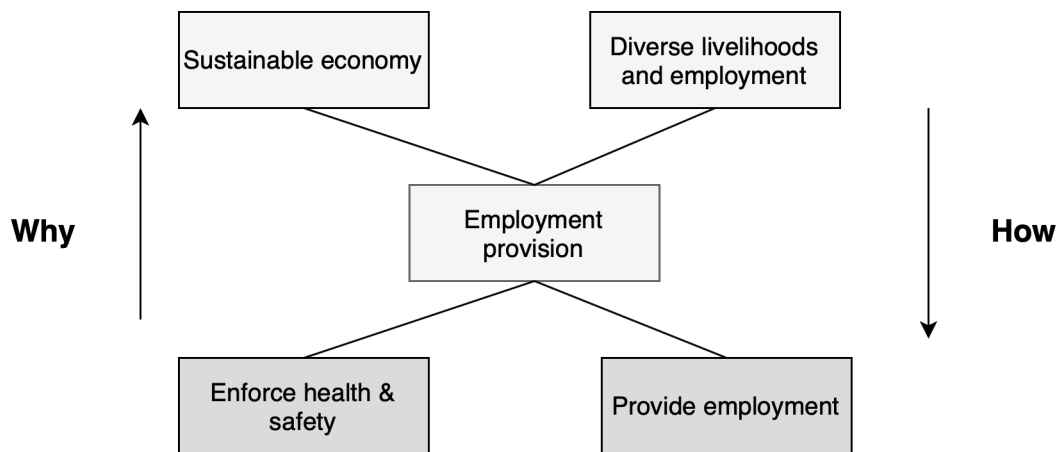 Sustainable economy
Diverse livelihoods
and employment
Why
Employment
provision
How
Enforce health &
safety
Provide employment